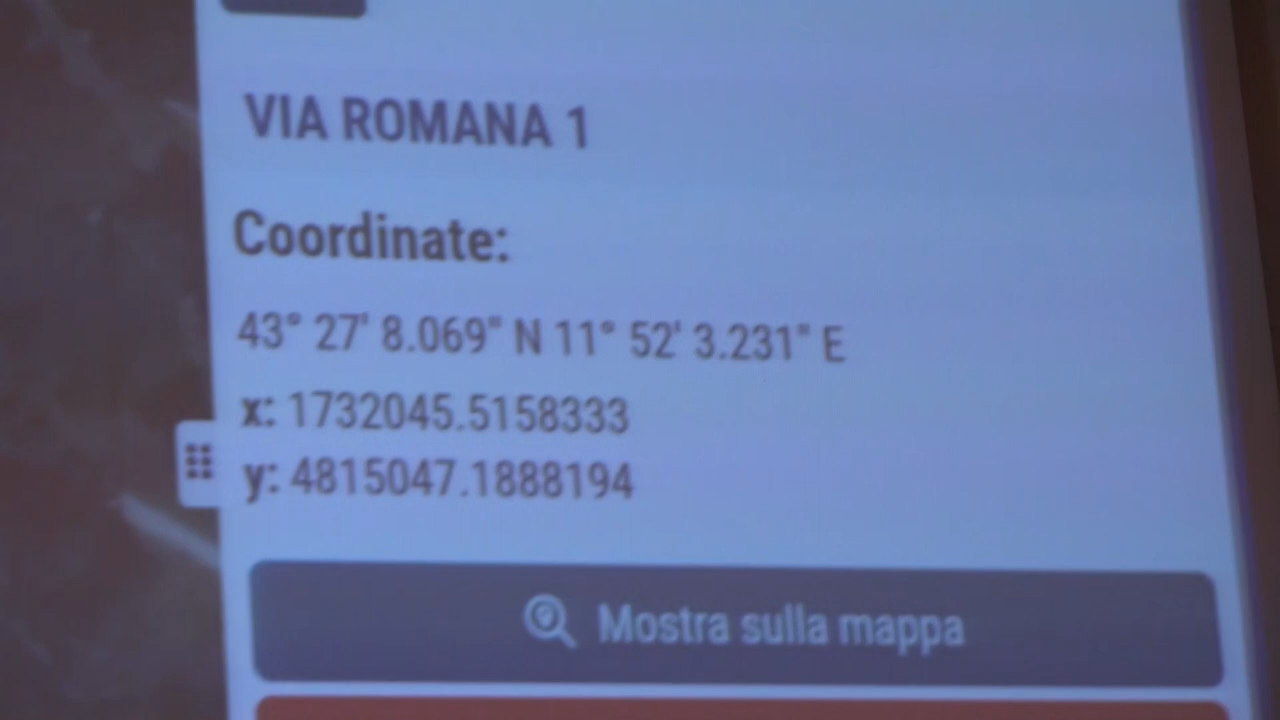 VIA ROMANA 1
Coordinate:
43° 27' 8.069" N 11° 52' 3.231" E
x: 1732045.5158333
y: 4815047.1888194
Mostra sulla mappa